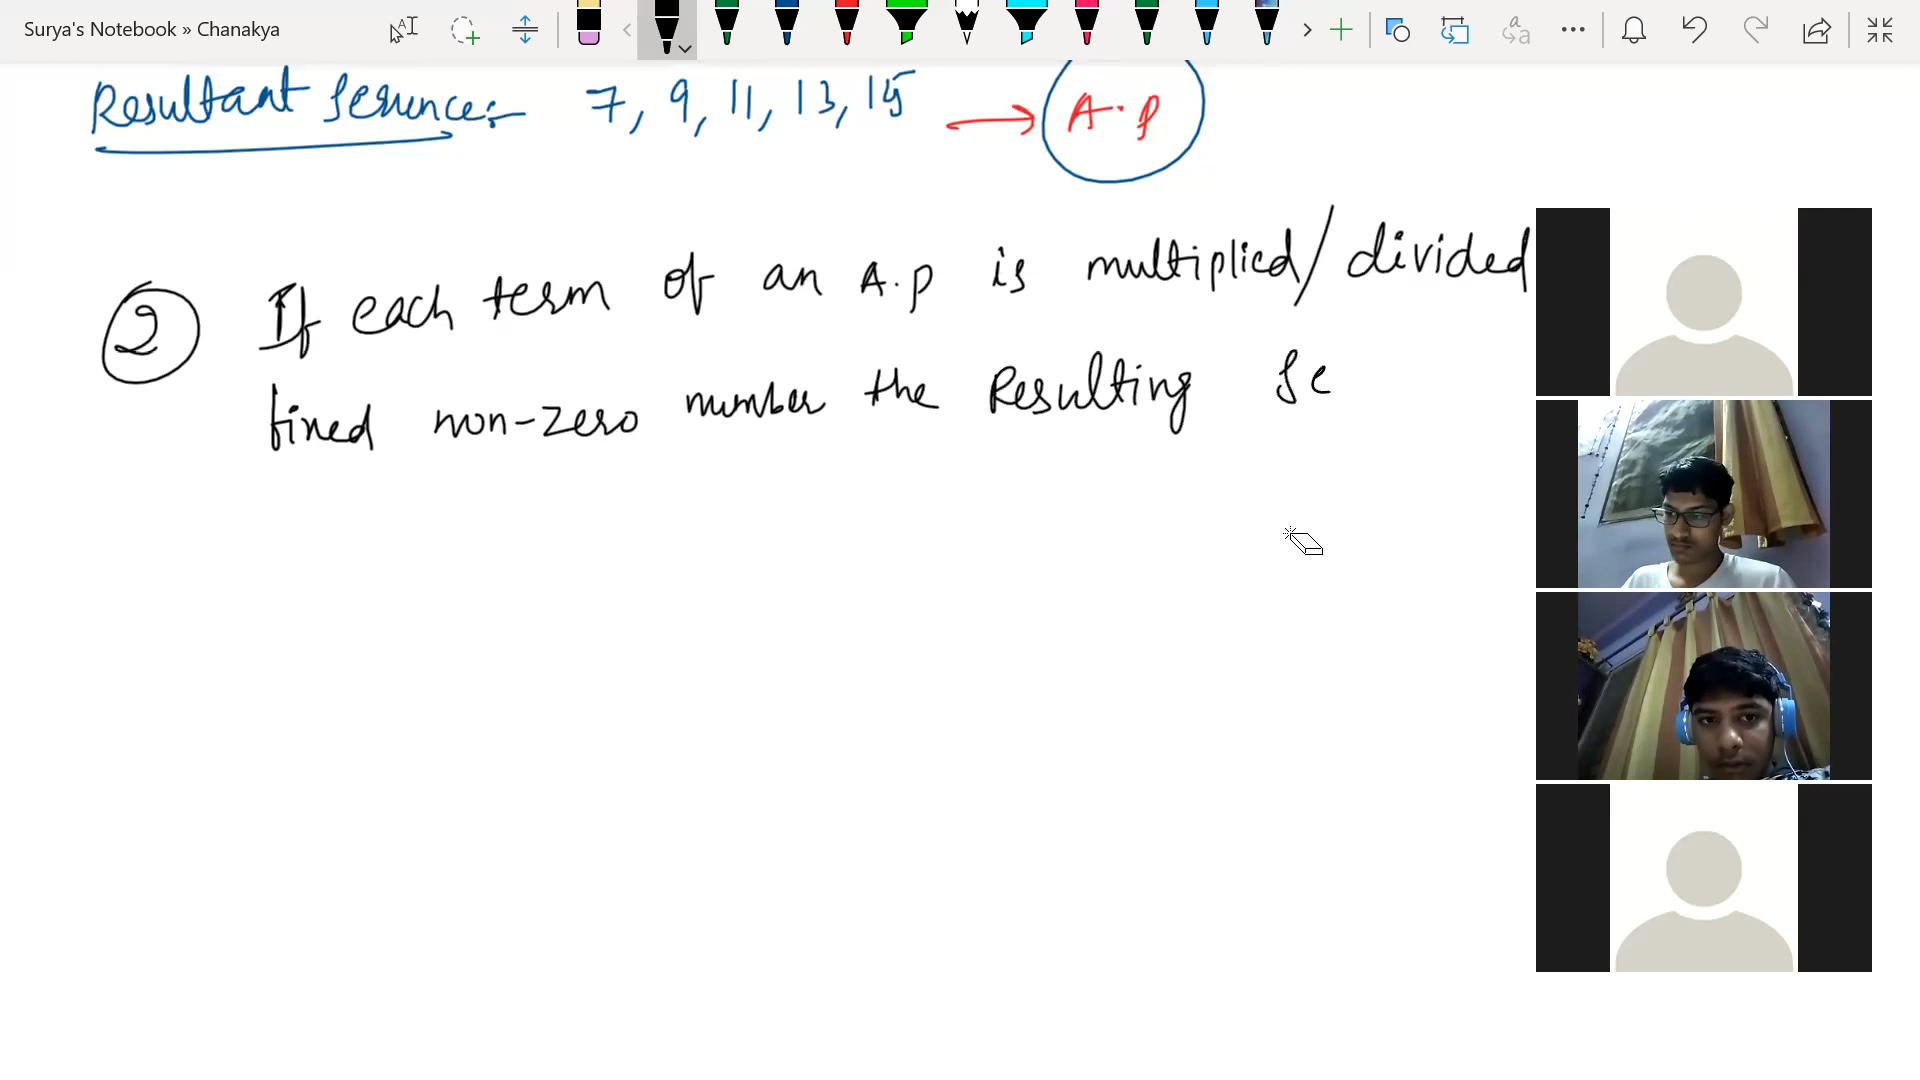 Surya's Notebook » Chanakya
Resultant Serunce:- 7, 9, 11, 13, 15 → A.P
② If each term of an A.P is multiplied/divided
fixed non-zero number the Resulting Se